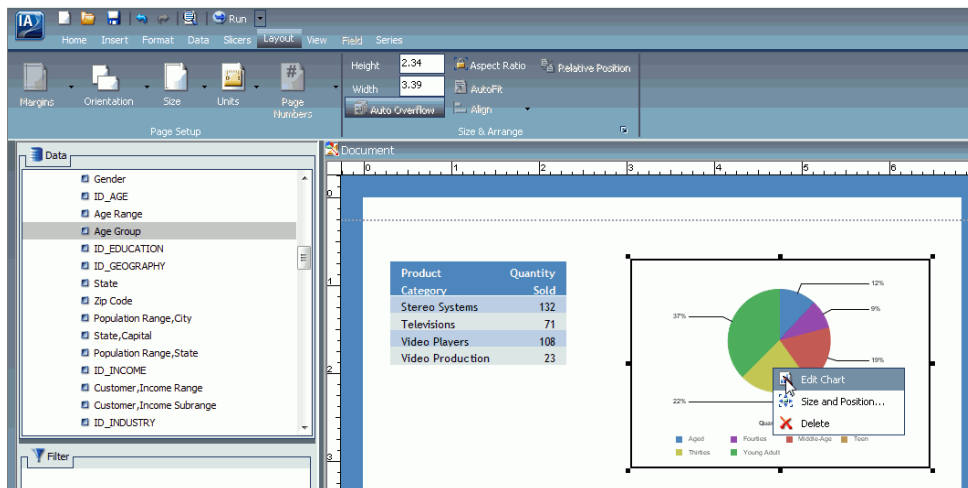 IA
Run
Home Insert Format Data Slicers Layout View Field Series
Height 2.34 Aspect Ratio Relative Position
Width 3.39 AutoFit
Auto Overflow Align
Margins Orientation Size Units Page Numbers
Page Setup Size & Arrange
Data
Gender
ID_AGE
Age Range
Age Group
ID_EDUCATION
ID_GEOGRAPHY
State
Zip Code
Population Range,City
State,Capital
Population Range,State
ID_INCOME
Customer,Income Range
Customer,Income Subrange
ID_INDUSTRY
Filter
Document
0 1 2 3 4 5 6
0
1
2
3
Product Quantity
Category Sold
Stereo Systems 132
Televisions 71
Video Players 108
Video Production 23
12%
9%
37%
19%
22%
Edit Chart
Size and Position...
Delete
Aged Fourties Middle-Age Teen
Thirties Young Adult